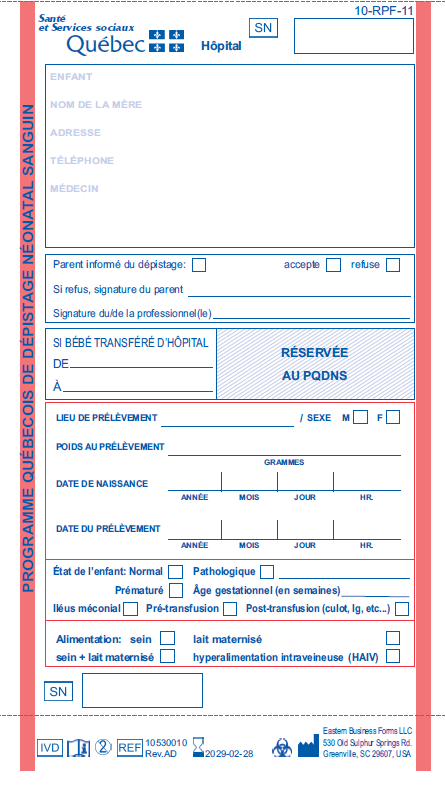 10-RPF-11
Santé
et Services sociaux
Québec
Hôpital
SN
ENFANT
NOM DE LA MÈRE
ADRESSE
TÉLÉPHONE
MÉDECIN
PROGRAMME QUÉBECOIS DE DÉPISTAGE NÉONATAL SANGUIN
Parent informé du dépistage: accepte refuse
Si refus, signature du parent
Signature du/de la professionnel(le)
SI BÉBÉ TRANSFÉRÉ D'HÔPITAL
DE
À
RÉSERVÉE
AU PQDNS
LIEU DE PRÉLÈVEMENT / SEXE M F
POIDS AU PRÉLÈVEMENT
GRAMMES
DATE DE NAISSANCE
ANNÉE MOIS JOUR HR.
DATE DU PRÉLÈVEMENT
ANNÉE MOIS JOUR HR.
État de l'enfant: Normal Pathologique
Prématuré Âge gestationnel (en semaines)
Iléus méconial Pré-transfusion Post-transfusion (culot, Ig, etc...)
Alimentation: sein lait maternisé
sein + lait maternisé hyperalimentation intraveineuse (HAIV)
SN
IVD 2 REF 10530010
Rev.AD 2029-02-28
Eastern Business Forms LLC
530 Old Sulphur Springs Rd.
Greenville, SC 29607, USA